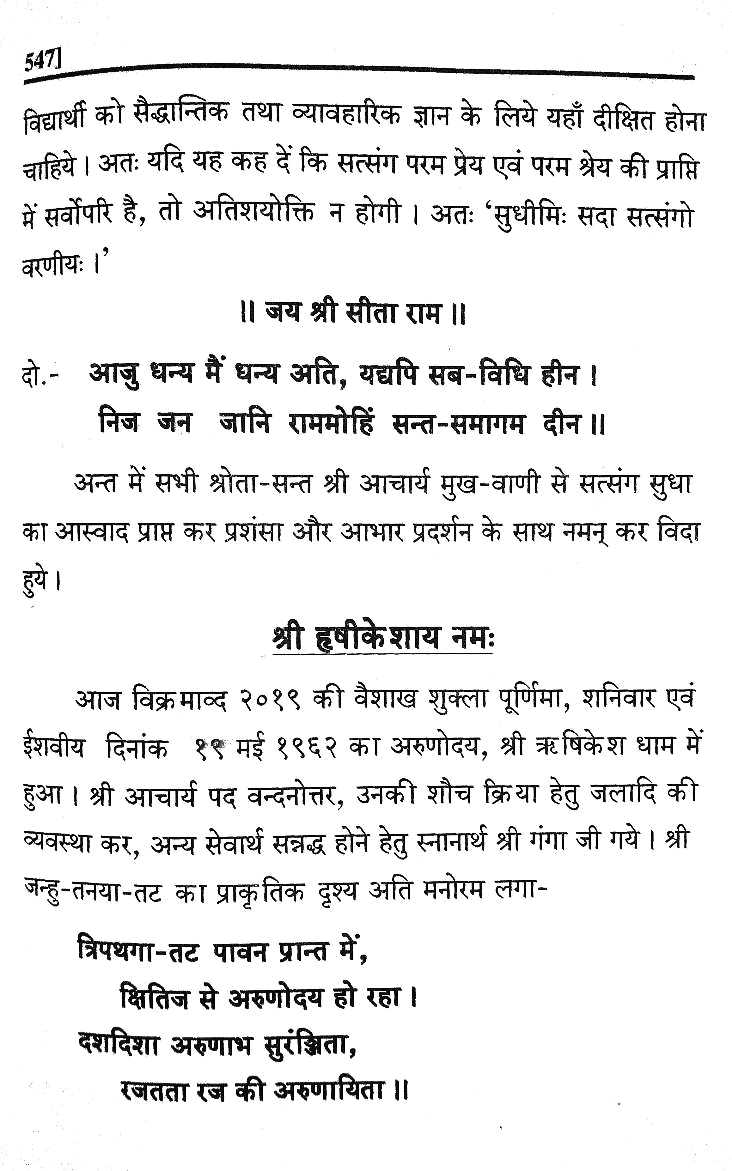 547]
विद्यार्थी को सैद्धान्तिक तथा व्यावहारिक ज्ञान के लिये यहाँ दीक्षित होना
चाहिये। अतः यदि यह कह दें कि सत्संग परम प्रेय एवं परम श्रेय की प्राप्ति
में सर्वोपरि है, तो अतिशयोक्ति न होगी। अतः ‘सुधीमिः सदा सत्संगो
वरणीयः।’
॥ जय श्री सीता राम॥
दो.- आजु धन्य मैं धन्य अति, यद्यपि सब-विधि हीन।
निज जन जानि राममोहिं सन्त-समागम दीन॥
अन्त में सभी श्रोता-सन्त श्री आचार्य मुख-वाणी से सत्संग सुधा
का आस्वाद प्राप्त कर प्रशंसा और आभार प्रदर्शन के साथ नमन् कर विदा
हुये।
श्री हृषीकेशाय नमः
आज विक्रमाव्द २०१९ की वैशाख शुक्ला पूर्णिमा, शनिवार एवं
ईशवीय दिनांक १९ मई १९६२ का अरुणोदय, श्री ऋषिकेश धाम में
हुआ। श्री आचार्य पद वन्दनोत्तर, उनकी शौच क्रिया हेतु जलादि की
व्यवस्था कर, अन्य सेवार्थ सन्नद्ध होने हेतु स्नानार्थ श्री गंगा जी गये। श्री
जन्हु-तनया-तट का प्राकृतिक दृश्य अति मनोरम लगा-
त्रिपथगा-तट पावन प्रान्त में,
क्षितिज से अरुणोदय हो रहा।
दशदिशा अरुणाभ सुरंञ्जिता,
रजतता रज की अरुणायिता॥